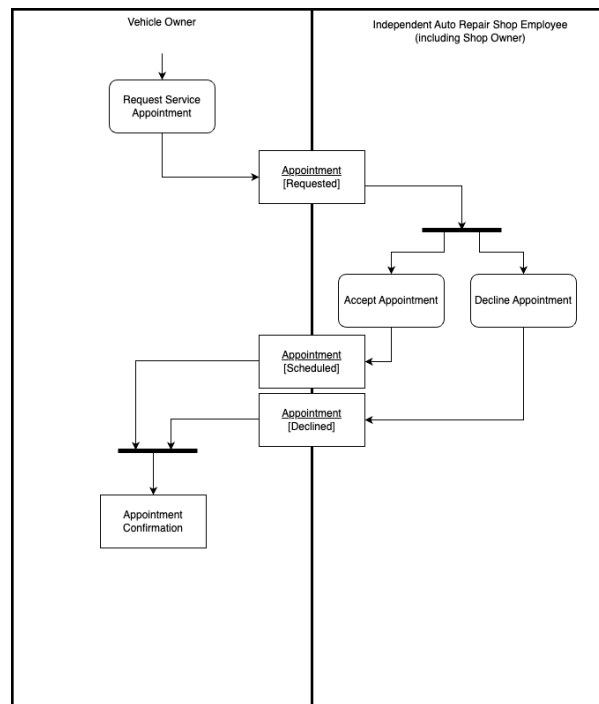 Vehicle Owner
Independent Auto Repair Shop Employee
(including Shop Owner)
Request Service
Appointment
Appointment
[Requested]
Accept Appointment
Decline Appointment
Appointment
[Scheduled]
Appointment
[Declined]
Appointment
Confirmation